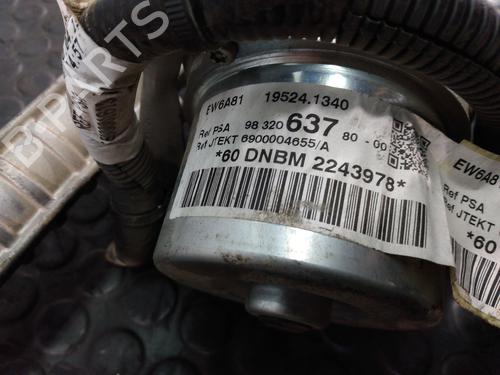 EW6A81 19524.1340
Ref PSA 98 320 637 80-00
Ref JTEKT 6900004655/A
*60 DNBM 2243978*
EW6A81
Ref PSA
Ref JTEKT
*60
PARTS